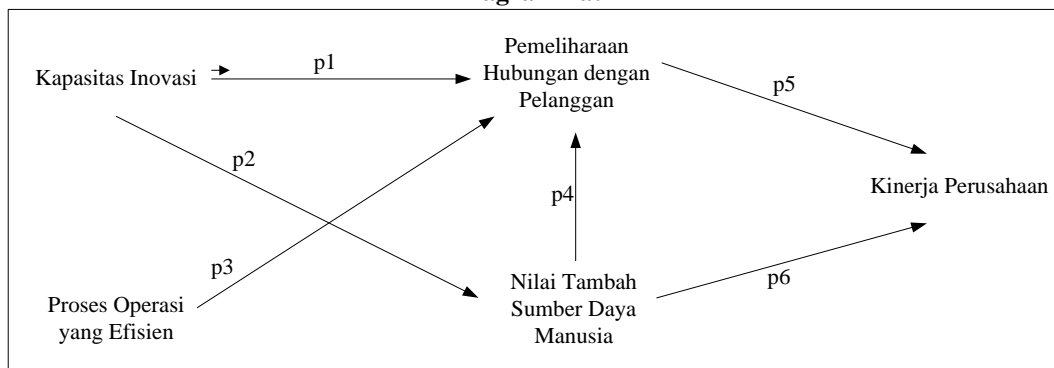 Kapasitas Inovasi
p1
Pemeliharaan
Hubungan dengan
Pelanggan
p5
p2
p4
Kinerja Perusahaan
p3
p6
Proses Operasi
yang Efisien
Nilai Tambah
Sumber Daya
Manusia